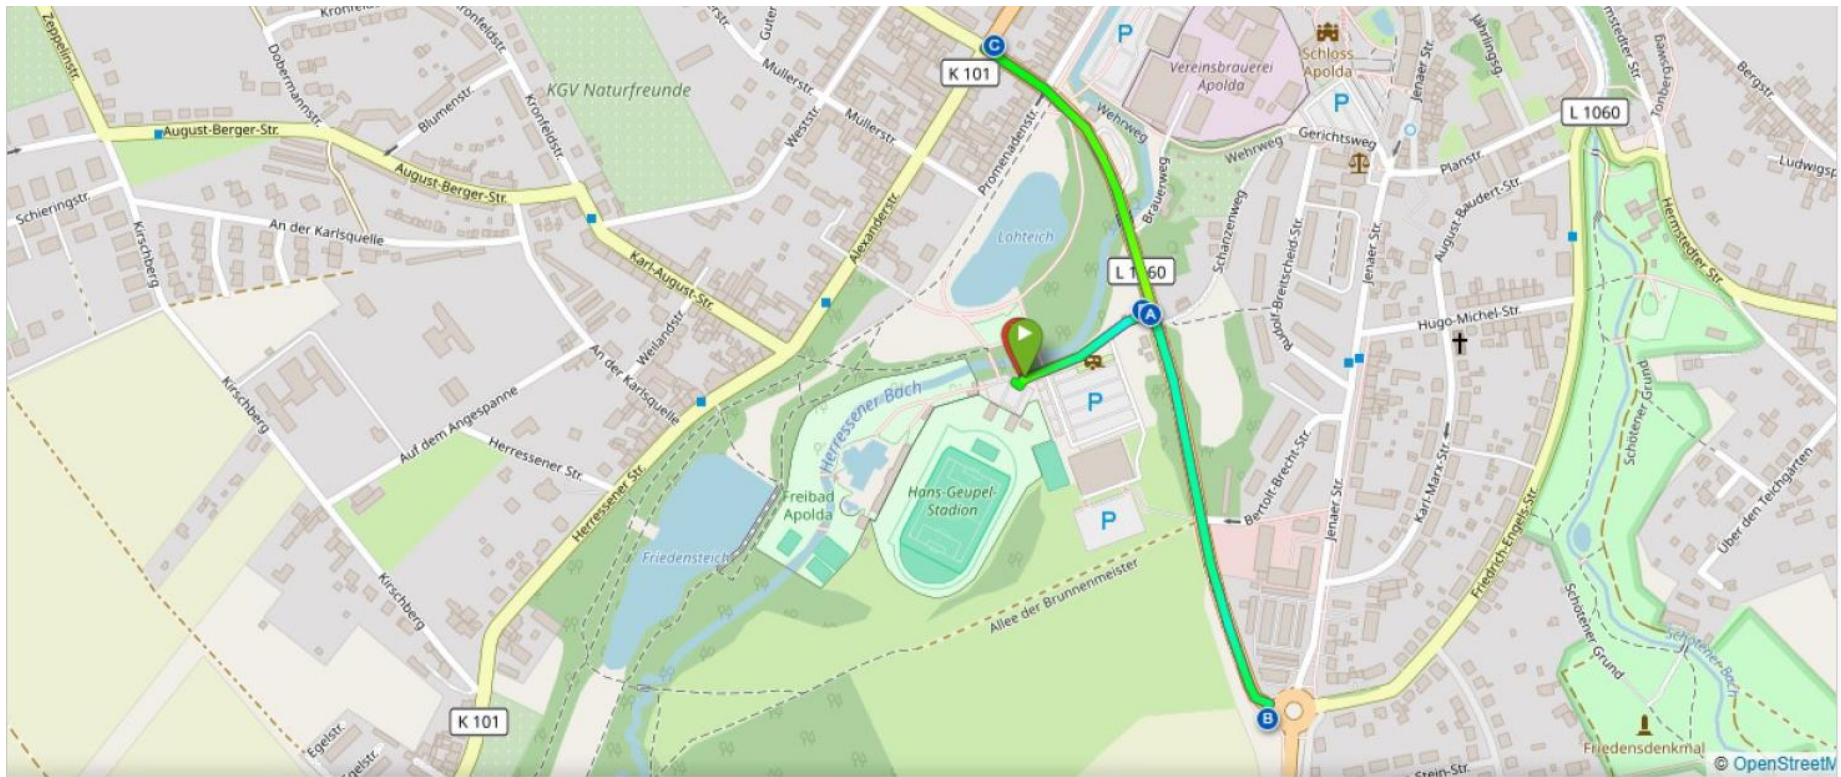 Zeppelinstr.
Dobermannstr.
Kronfeldstr.
Kronfeldstr.
KGV Naturfreunde
Müllerstr.
Müllerstr.
K 101
C
P
Vereinsbrauerei
Apolda
Schloss
Apolda
P
Jenaer Str.
Jährlingsg.
L 1060
Bergstr.
August-Berger-Str.
Blumenstr.
Kronfeldstr.
Weststr.
Promenadenstr.
Wehrweg
Wehrweg
Gerichtsweg
Planstr.
August-Berger-Str.
Schieringstr.
An der Karlsquelle
Kirschberg
Alexanderstr.
Brauerweg
Schanzenweg
August-Baudert-Str.
Hermstedter Str.
Lohteich
Karl-August-Str.
L 1060
Rudolf-Breitscheid-Str.
Jenaer Str.
A
Hugo-Michel-Str.
Weilandstr.
An der Karlsquelle
Kirschberg
Auf dem Angespanne
Herressener Str.
Herressener Bach
P
Schötener Grund
Karl-Marx-Str.
Bertolt-Brecht-Str.
Freibad
Apolda
Hans-Geupel-
Stadion
P
Jenaer Str.
Über den Teichgärten
Herressener Str.
Friedensteich
Kirschberg
Allee der Brunnenmeister
Friedrich-Engels-Str.
Schötener Grund
Schötener Bach
K 101
B
Egelstr.
Friedensdenkmal
© OpenStreetM